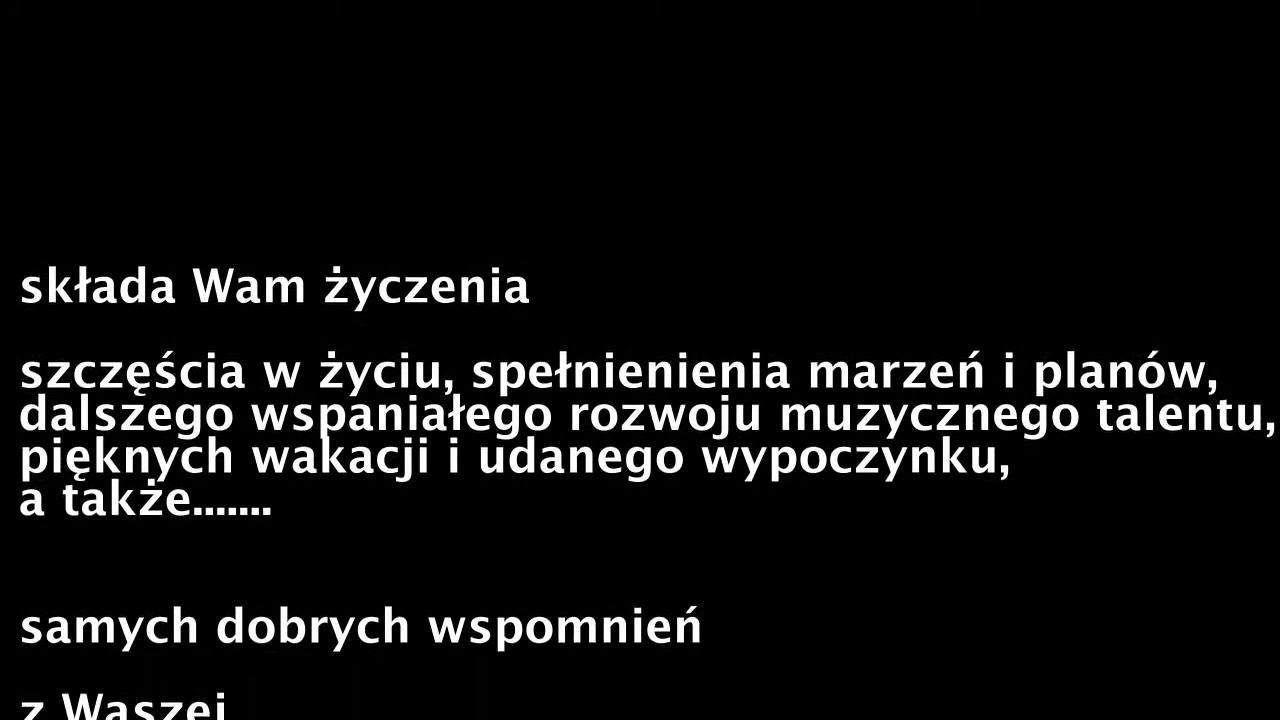 składa Wam życzenia
szczęścia w życiu, spełnienienia marzeń i planów,
dalszego wspaniałego rozwoju muzycznego talentu,
pięknych wakacji i udanego wypoczynku,
a także.......
samych dobrych wspomnień
z Waszej